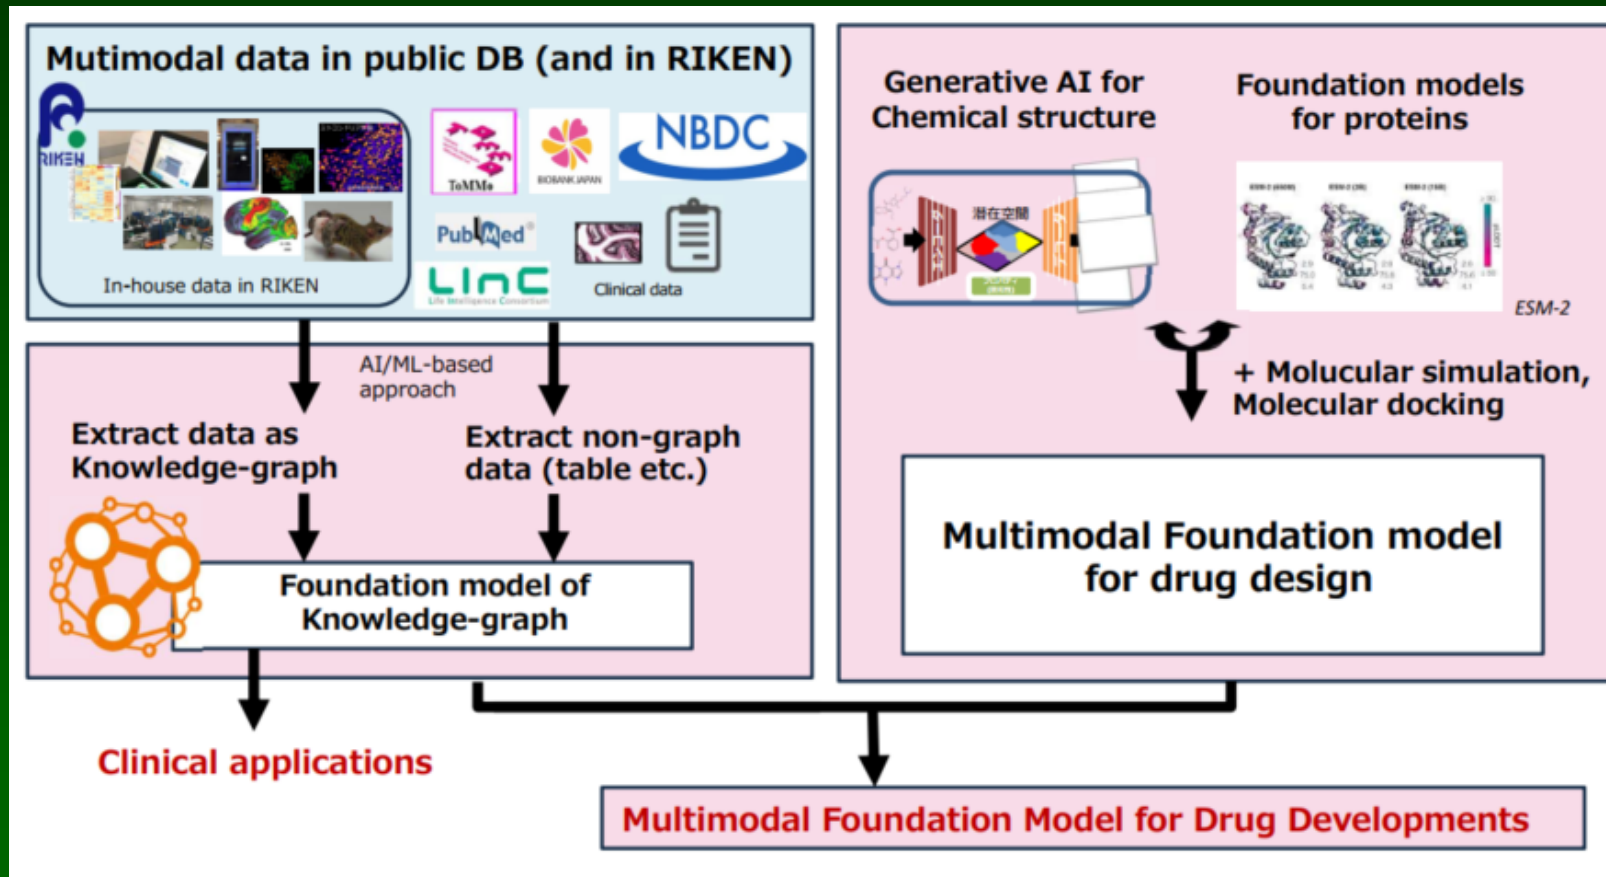 Mutimodal data in public DB (and in RIKEN)
RIKEN
In-house data in RIKEN
ToMMo
BIOBANK JAPAN
NBDC
PubMed
LInC
Life Intelligence Consortium
Clinical data
AI/ML-based
approach
Extract data as
Knowledge-graph
Extract non-graph
data (table etc.)
Foundation model of
Knowledge-graph
Clinical applications
Generative AI for
Chemical structure
潜在空間
Foundation models
for proteins
ESM-2
+ Molucular simulation,
Molecular docking
Multimodal Foundation model
for drug design
Multimodal Foundation Model for Drug Developments